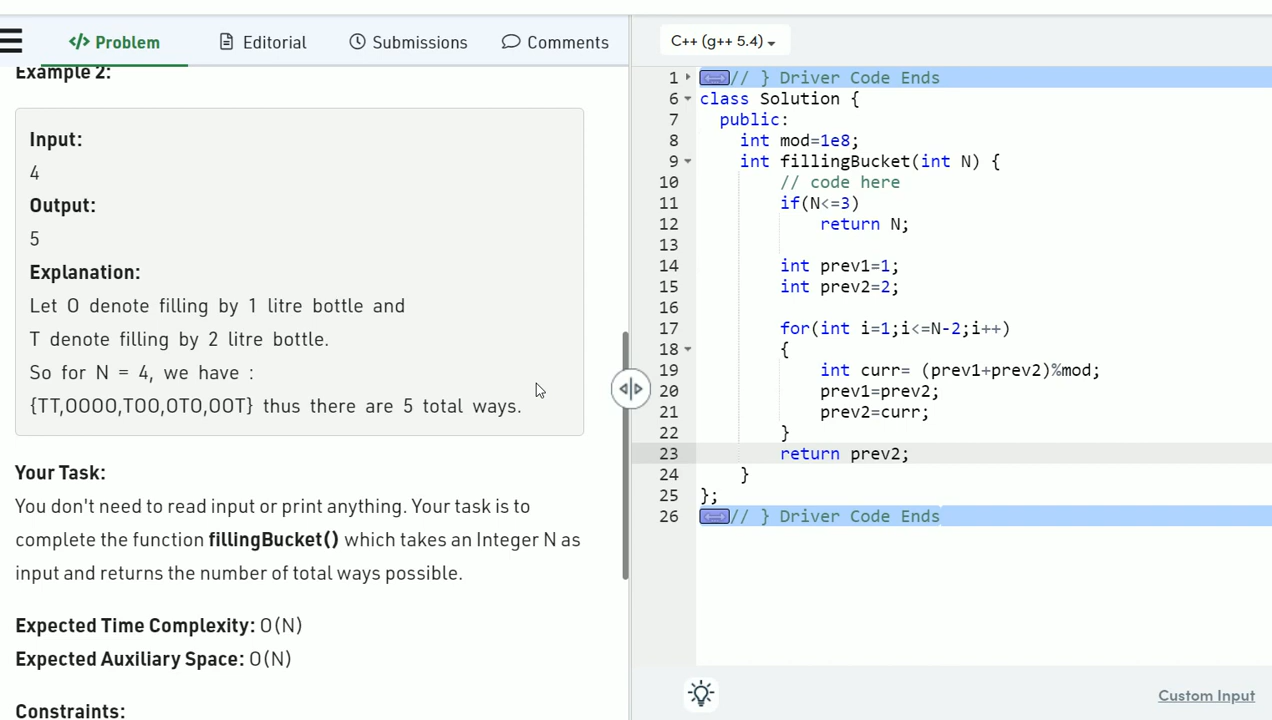 Problem
Editorial
Submissions
Comments
Example 2:
Input:
4
Output:
5
Explanation:
Let O denote filling by 1 litre bottle and
T denote filling by 2 litre bottle.
So for N = 4, we have :
{TT,OOOO,TOO,OTO,OOT} thus there are 5 total ways.
Your Task:
You don't need to read input or print anything. Your task is to
complete the function fillingBucket() which takes an Integer N as
input and returns the number of total ways possible.
Expected Time Complexity: O(N)
Expected Auxiliary Space: O(N)
Constraints:
C++ (g++ 5.4)
1 // } Driver Code Ends
6 class Solution {
7 public:
8 int mod=1e8;
9 int fillingBucket(int N) {
10 // code here
11 if(N<=3)
12 return N;
13
14 int prev1=1;
15 int prev2=2;
16
17 for(int i=1;i<=N-2;i++)
18 {
19 int curr= (prev1+prev2)%mod;
20 prev1=prev2;
21 prev2=curr;
22 }
23 return prev2;
24 }
25 };
26 // } Driver Code Ends
Custom Input